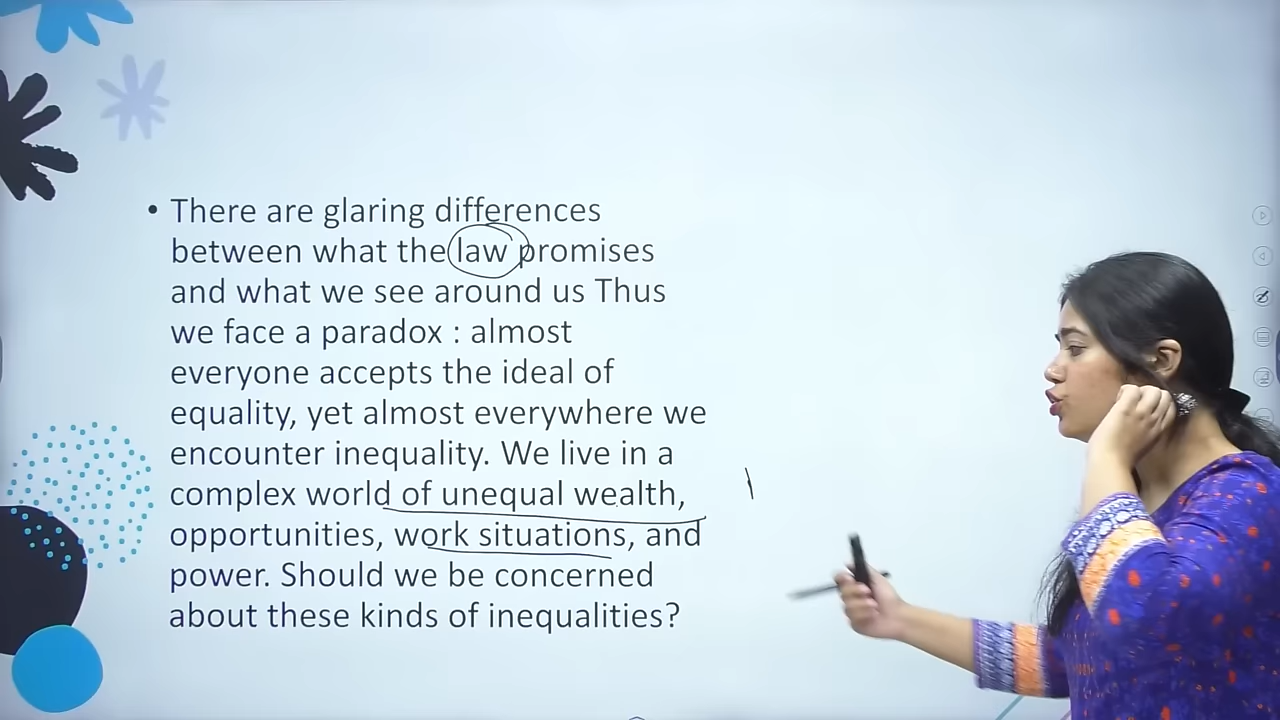 • There are glaring differences
between what the law promises
and what we see around us Thus
we face a paradox : almost
everyone accepts the ideal of
equality, yet almost everywhere we
encounter inequality. We live in a
complex world of unequal wealth,
opportunities, work situations, and
power. Should we be concerned
about these kinds of inequalities?